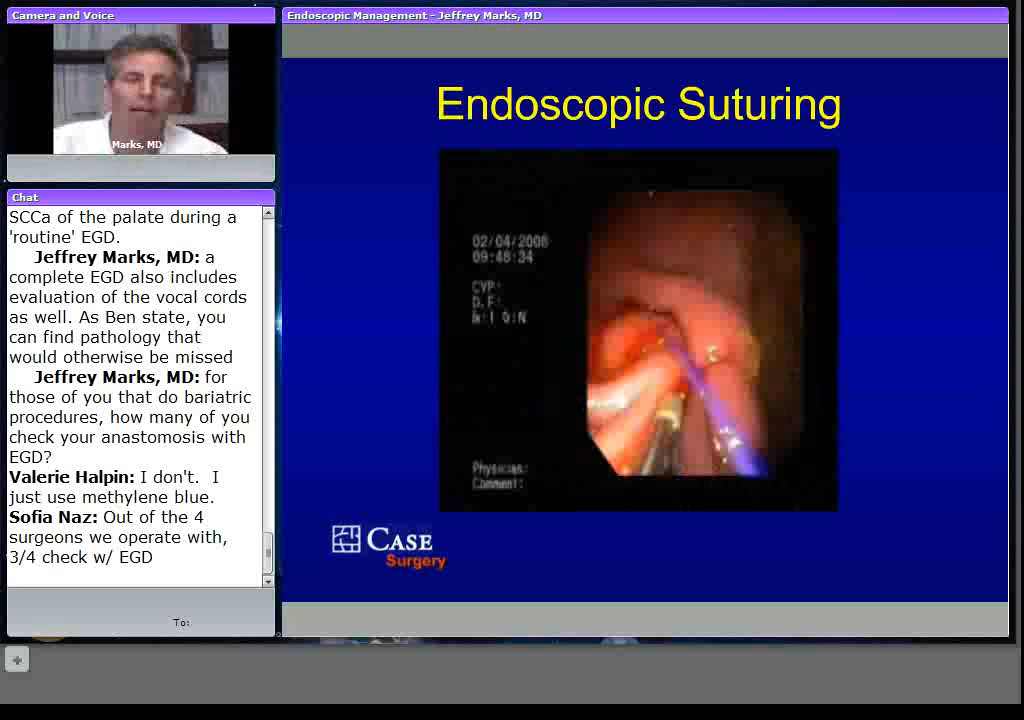 Camera and Voice
Marks, MD
Chat
SCCa of the palate during a
'routine' EGD.
Jeffrey Marks, MD: a
complete EGD also includes
evaluation of the vocal cords
as well. As Ben state, you
can find pathology that
would otherwise be missed
Jeffrey Marks, MD: for
those of you that do bariatric
procedures, how many of you
check your anastomosis with
EGD?
Valerie Halpin: I don't. I
just use methylene blue.
Sofia Naz: Out of the 4
surgeons we operate with,
3/4 check w/ EGD
To:
Endoscopic Management - Jeffrey Marks, MD
Endoscopic Suturing
02/04/2008
09:48:34
CVP:
D.F:
Physician:
Comment:
CASE
Surgery